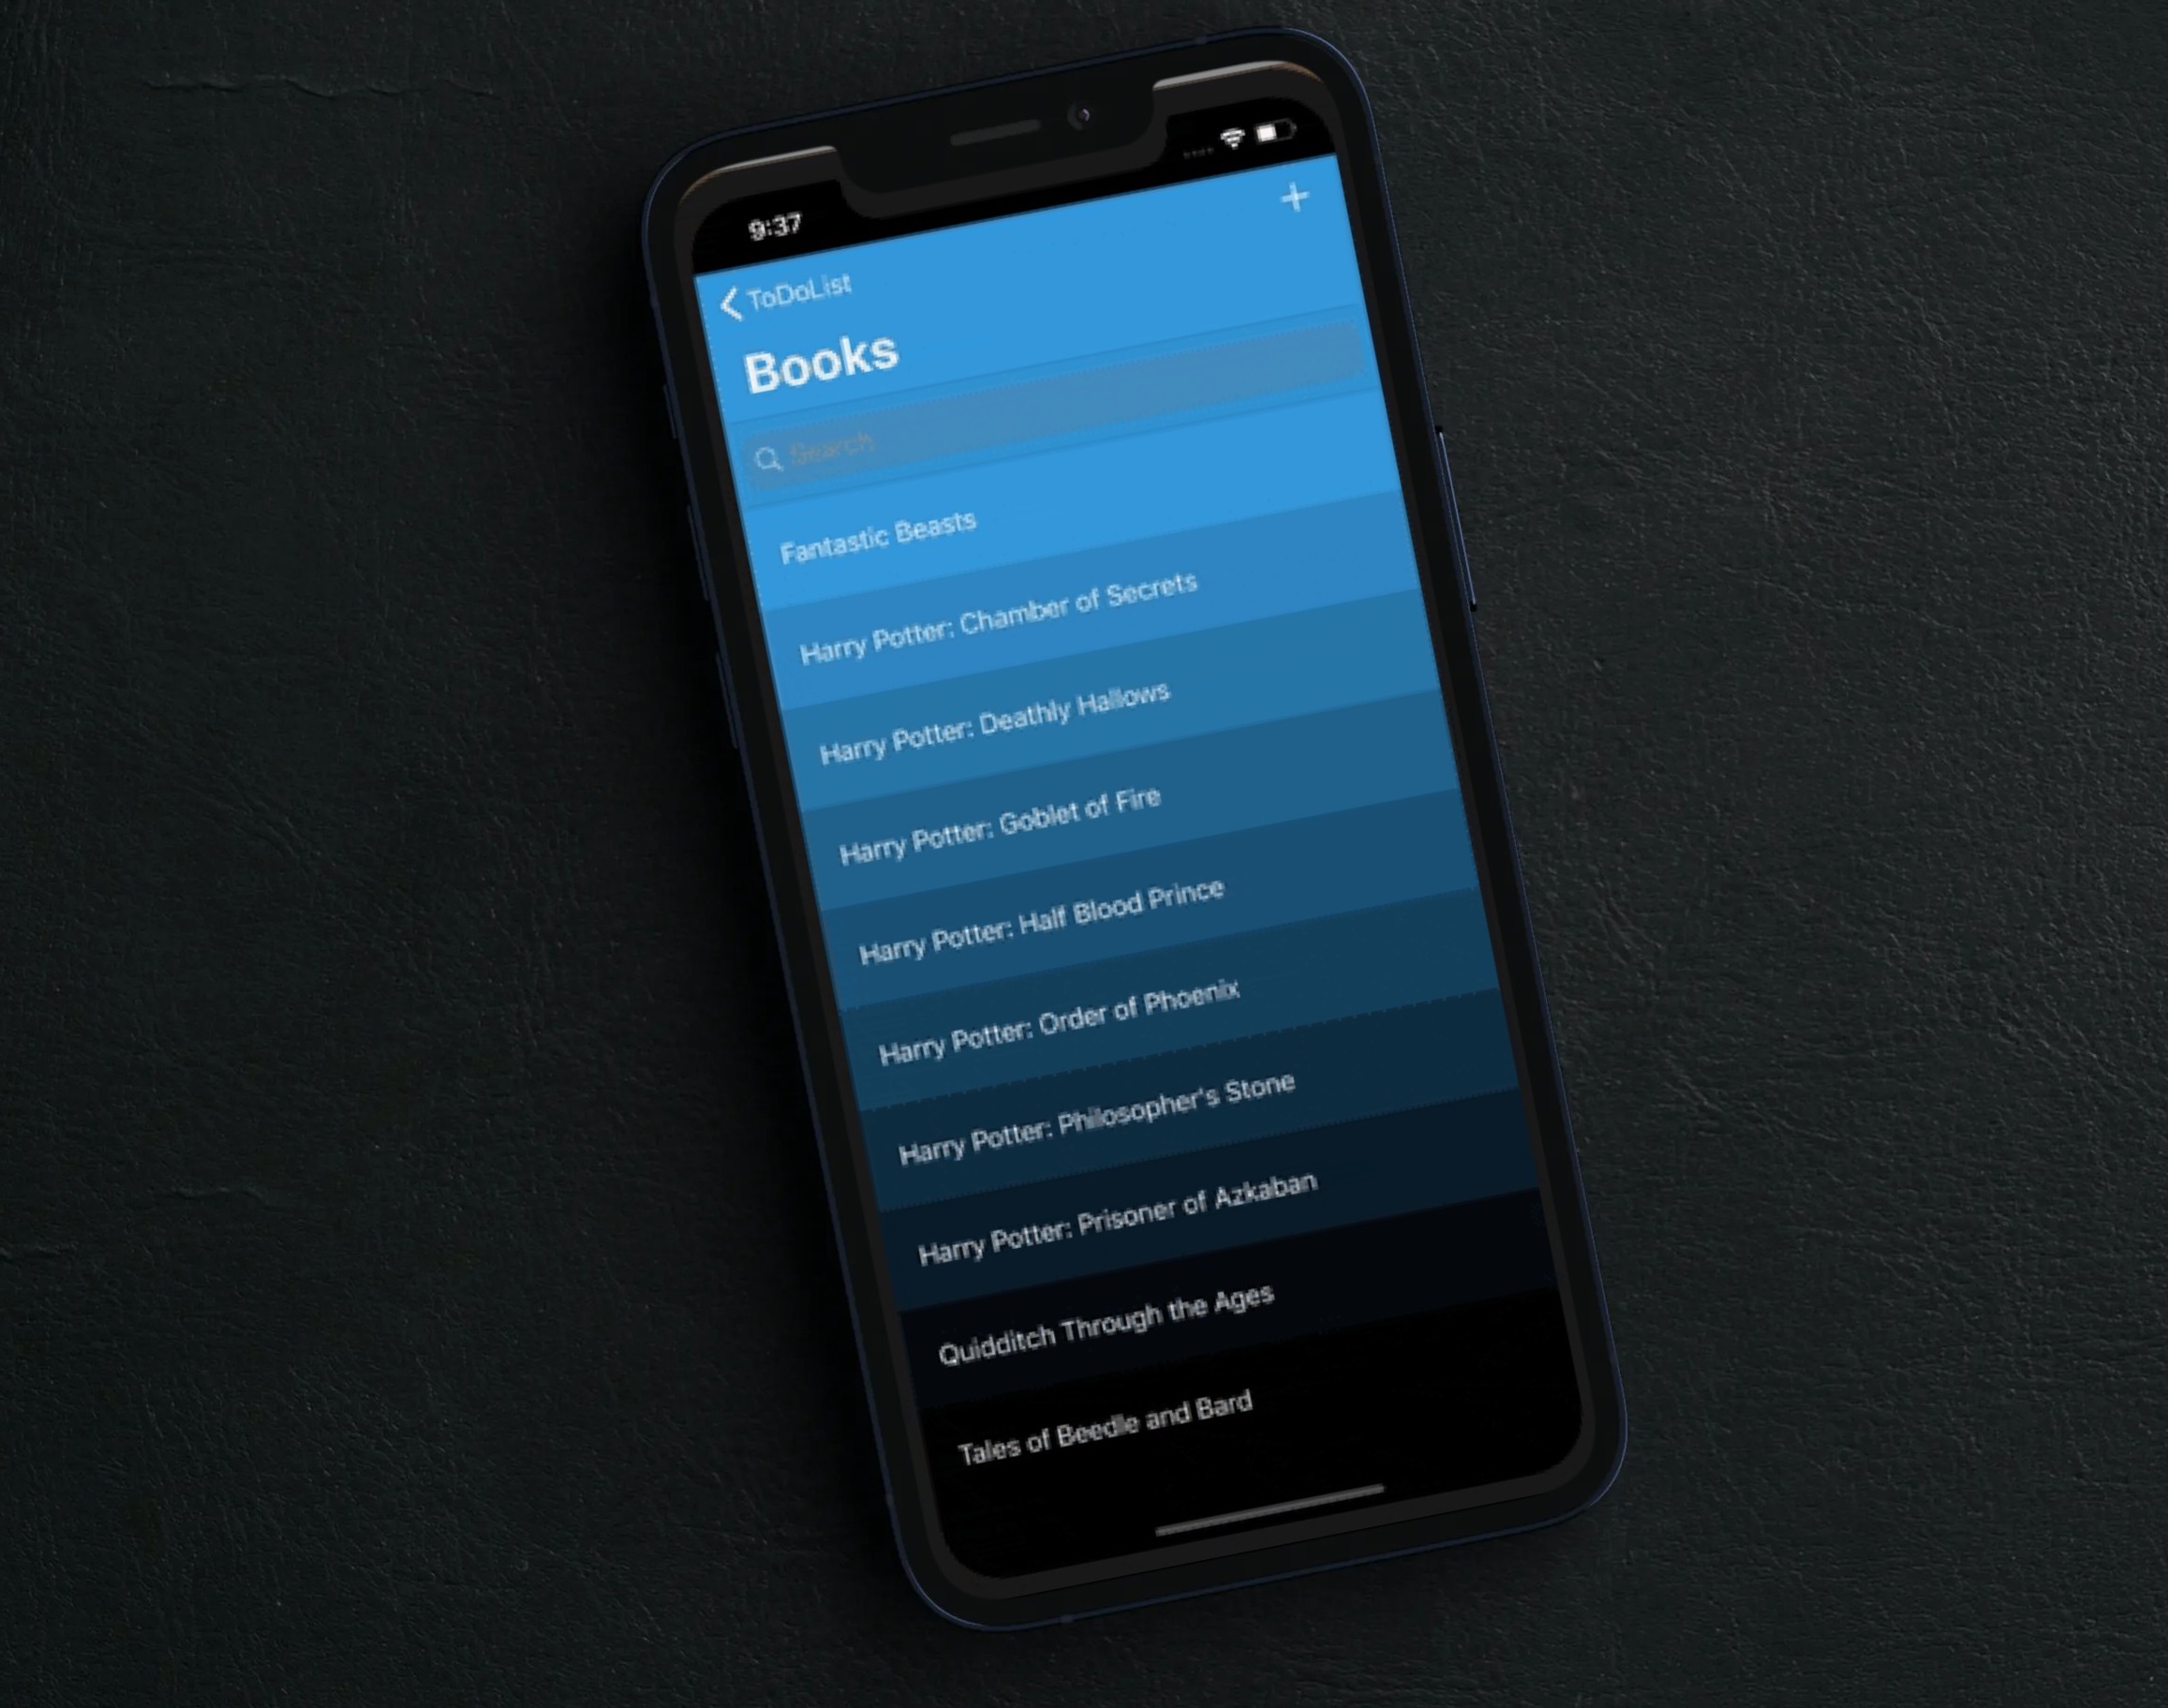 9:37
ToDoList
Books
Search
Fantastic Beasts
Harry Potter: Chamber of Secrets
Harry Potter: Deathly Hallows
Harry Potter: Goblet of Fire
Harry Potter: Half Blood Prince
Harry Potter: Order of Phoenix
Harry Potter: Philosopher's Stone
Harry Potter: Prisoner of Azkaban
Quidditch Through the Ages
Tales of Beedle and Bard